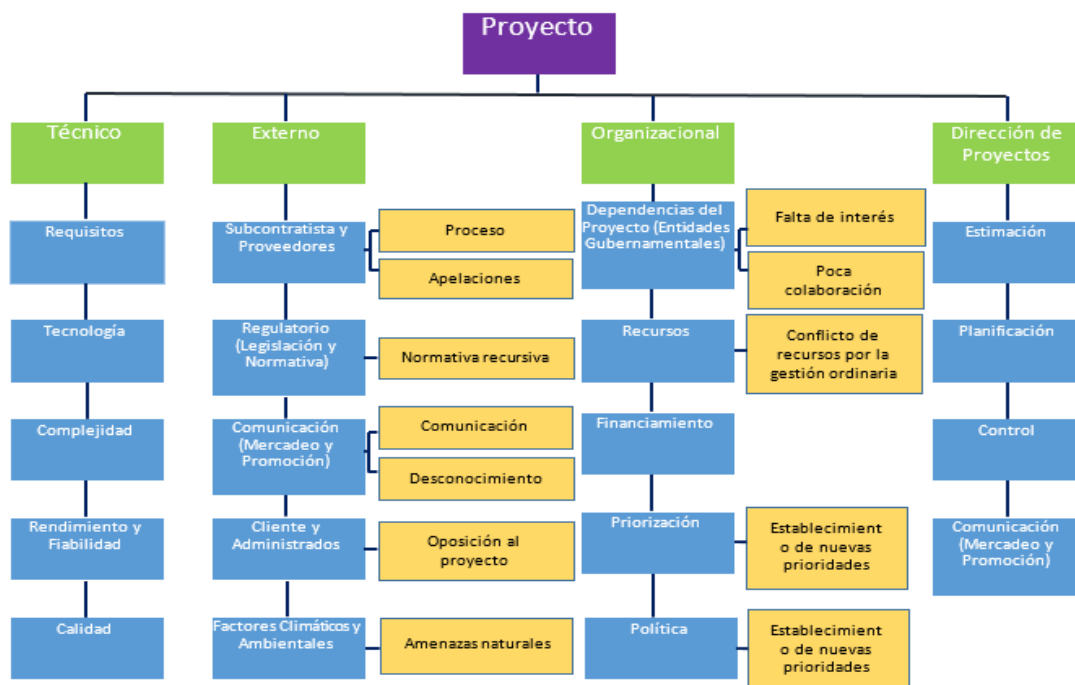 Proyecto
Técnico
Requisitos
Tecnología
Complejidad
Rendimiento y
Fiabilidad
Calidad
Externo
Subcontratista y
Proveedores
Proceso
Apelaciones
Regulatorio
(Legislación y
Normativa)
Normativa recursiva
Comunicación
(Mercadeo y
Promoción)
Comunicación
Desconocimiento
Cliente y
Administrados
Oposición al
proyecto
Factores Climáticos y
Ambientales
Amenazas naturales
Organizacional
Dependencias del
Proyecto (Entidades
Gubernamentales)
Falta de interés
Poca
colaboración
Recursos
Conflicto de
recursos por la
gestión ordinaria
Financiamiento
Priorización
Establecimient
o de nuevas
prioridades
Política
Establecimient
o de nuevas
prioridades
Dirección de
Proyectos
Estimación
Planificación
Control
Comunicación
(Mercadeo y
Promoción)